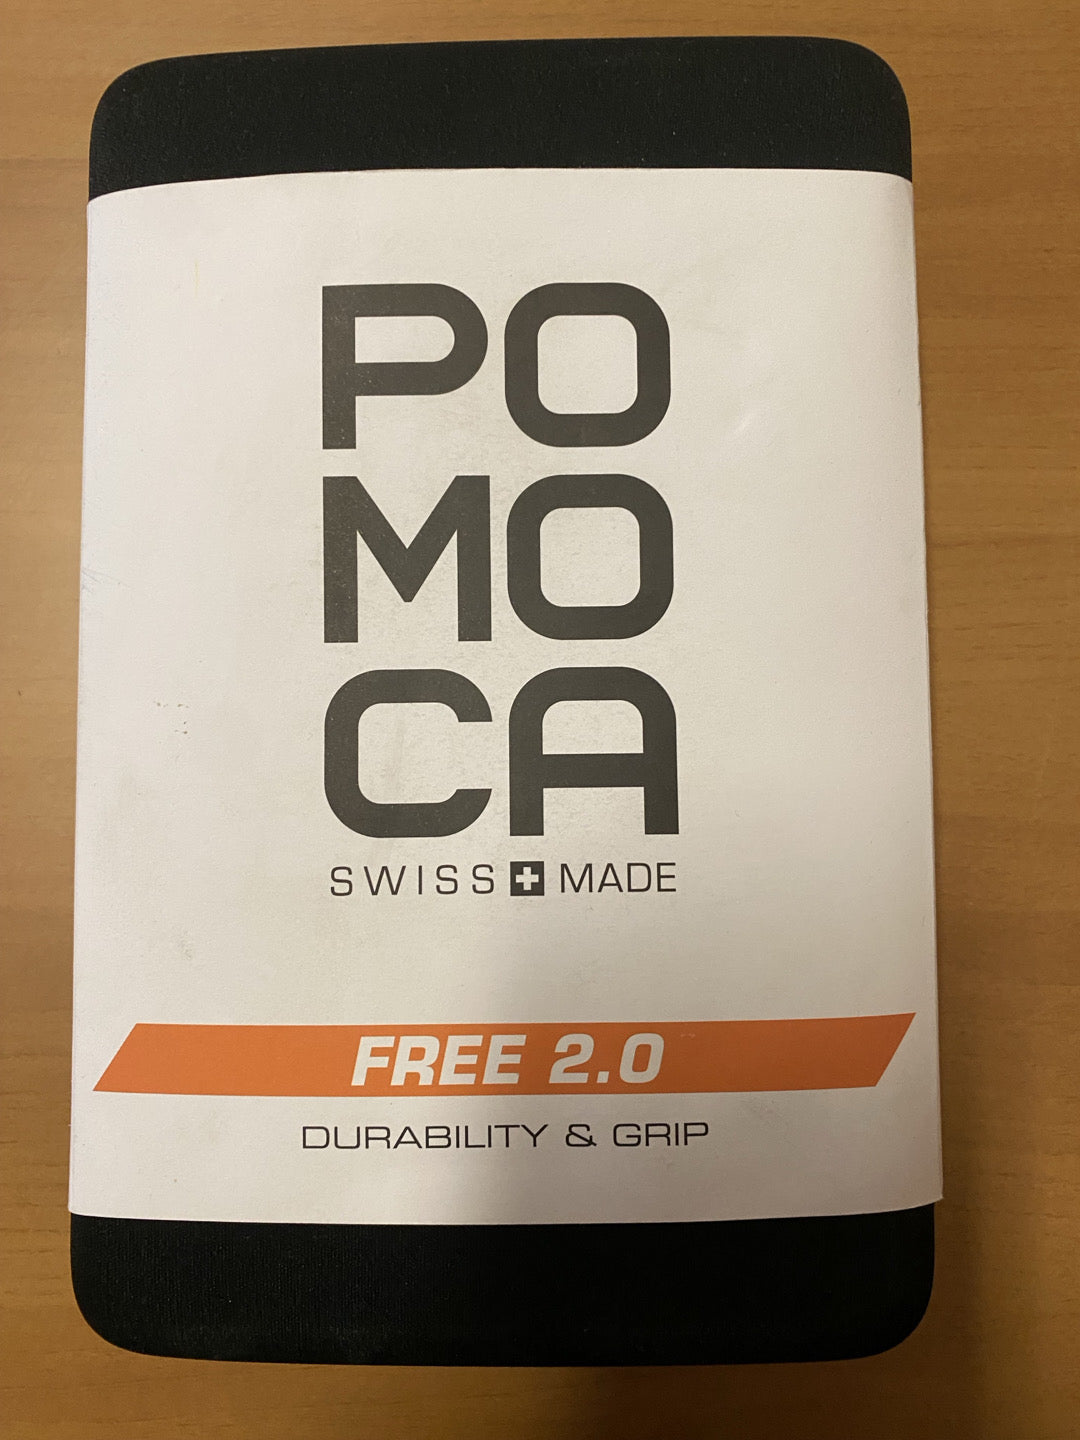 PO
MO
CA
SWISS MADE
FREE 2.0
DURABILITY & GRIP